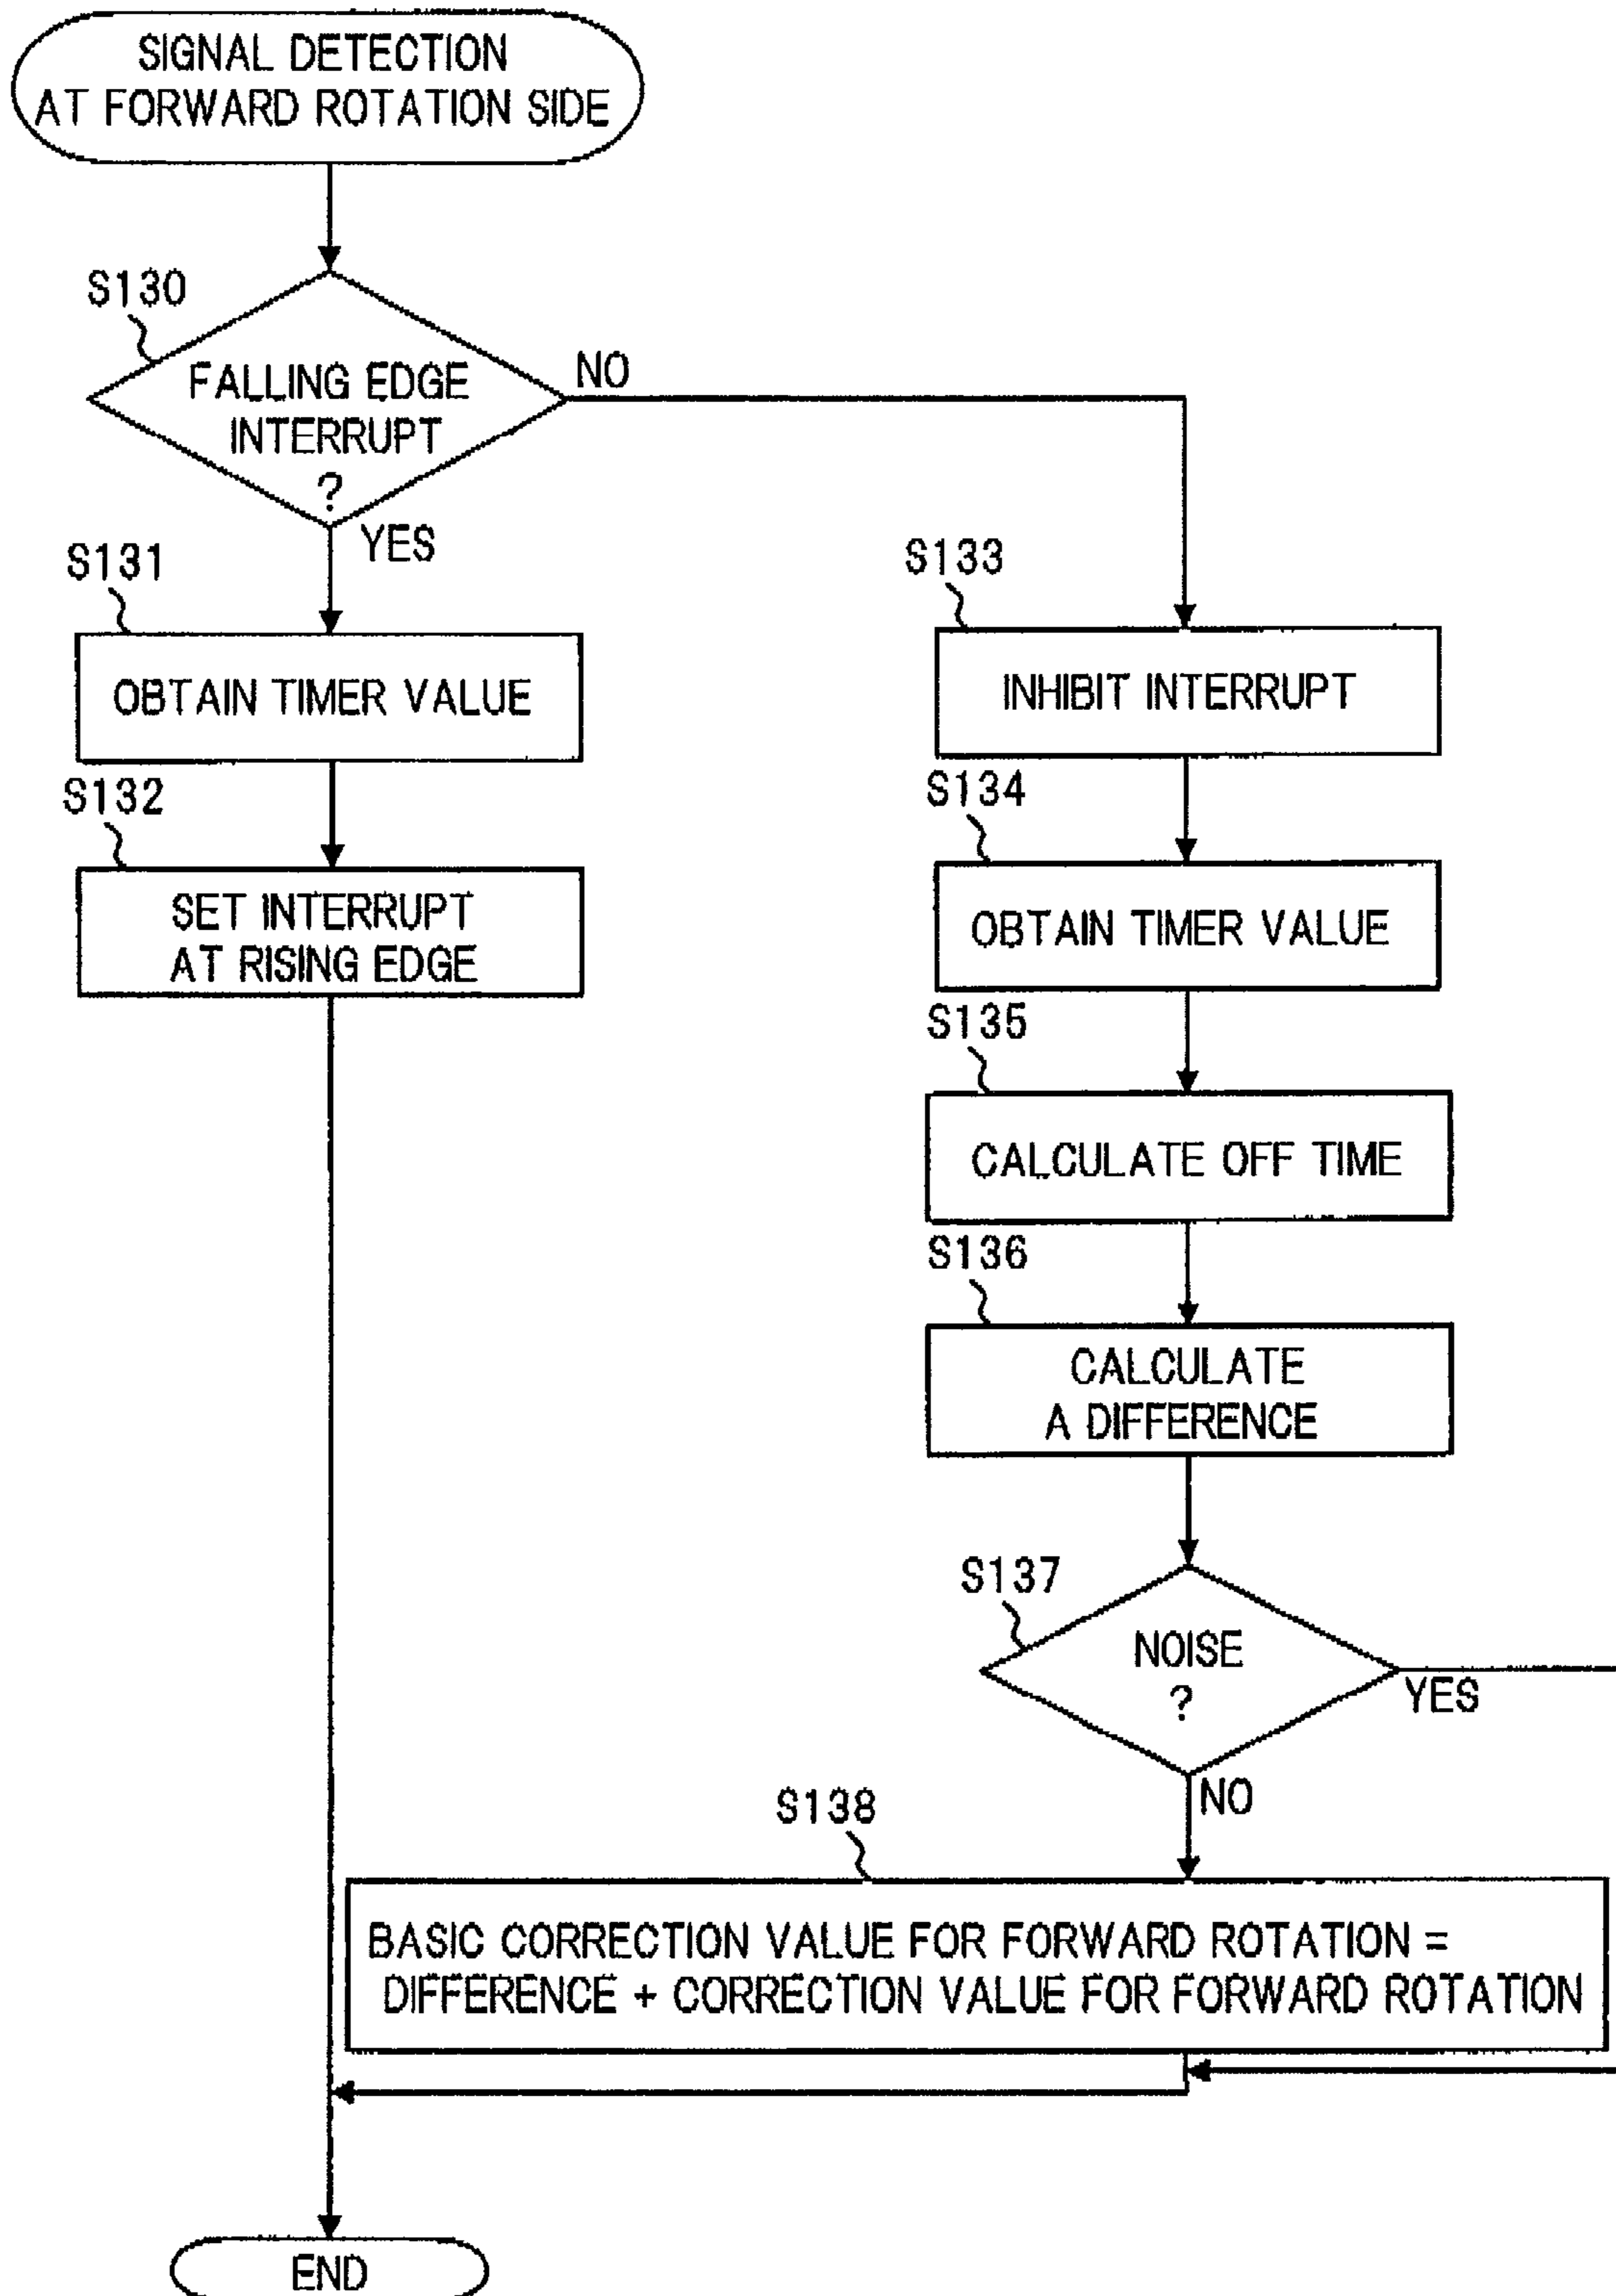 SIGNAL DETECTION
AT FORWARD ROTATION SIDE
S130
FALLING EDGE
INTERRUPT
?
NO
YES
S131
OBTAIN TIMER VALUE
S132
SET INTERRUPT
AT RISING EDGE
S133
INHIBIT INTERRUPT
S134
OBTAIN TIMER VALUE
S135
CALCULATE OFF TIME
S136
CALCULATE
A DIFFERENCE
S137
NOISE
?
YES
NO
S138
BASIC CORRECTION VALUE FOR FORWARD ROTATION =
DIFFERENCE + CORRECTION VALUE FOR FORWARD ROTATION
END